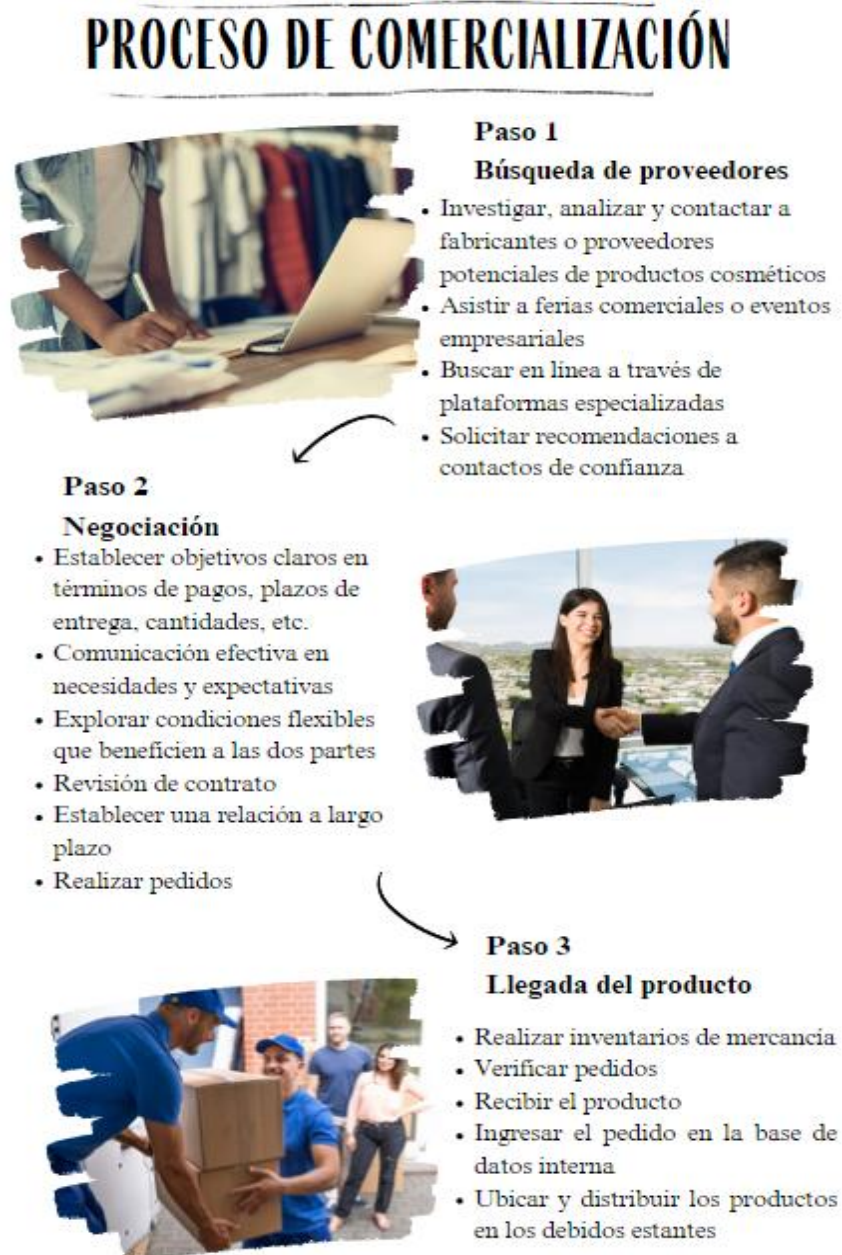 PROCESO DE COMERCIALIZACIÓN
Paso 1
Búsqueda de proveedores
• Investigar, analizar y contactar a
fabricantes o proveedores
potenciales de productos cosméticos
• Asistir a ferias comerciales o eventos
empresariales
• Buscar en línea a través de
plataformas especializadas
• Solicitar recomendaciones a
contactos de confianza
Paso 2
Negociación
• Establecer objetivos claros en
términos de pagos, plazos de
entrega, cantidades, etc.
• Comunicación efectiva en
necesidades y expectativas
• Explorar condiciones flexibles
que beneficien a las dos partes
• Revisión de contrato
• Establecer una relación a largo
plazo
• Realizar pedidos
Paso 3
Llegada del producto
• Realizar inventarios de mercancía
• Verificar pedidos
• Recibir el producto
• Ingresar el pedido en la base de
datos interna
• Ubicar y distribuir los productos
en los debidos estantes